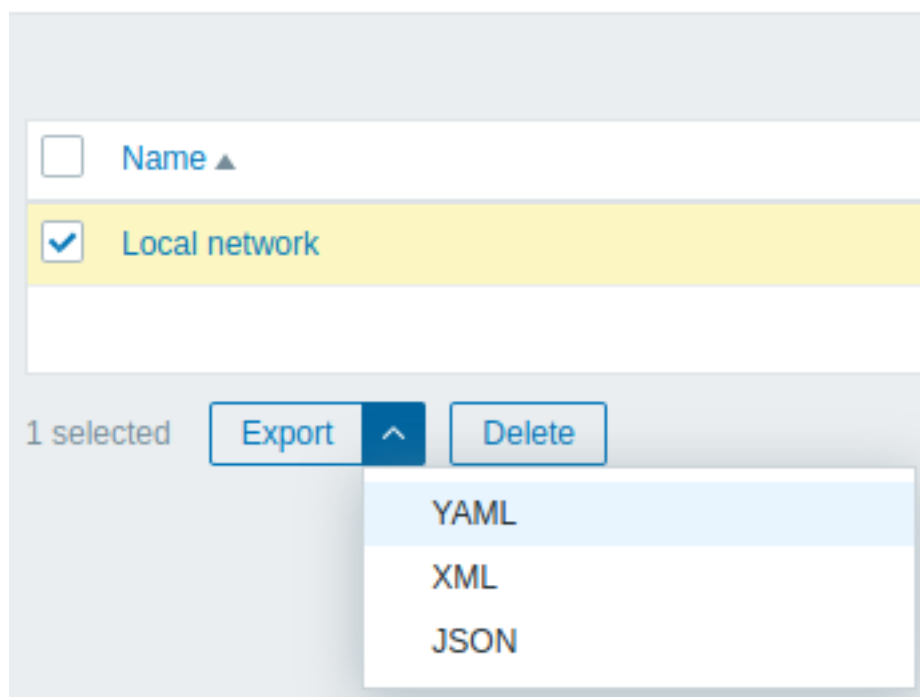 Name ▲
Local network
1 selected Export Delete
YAML
XML
JSON